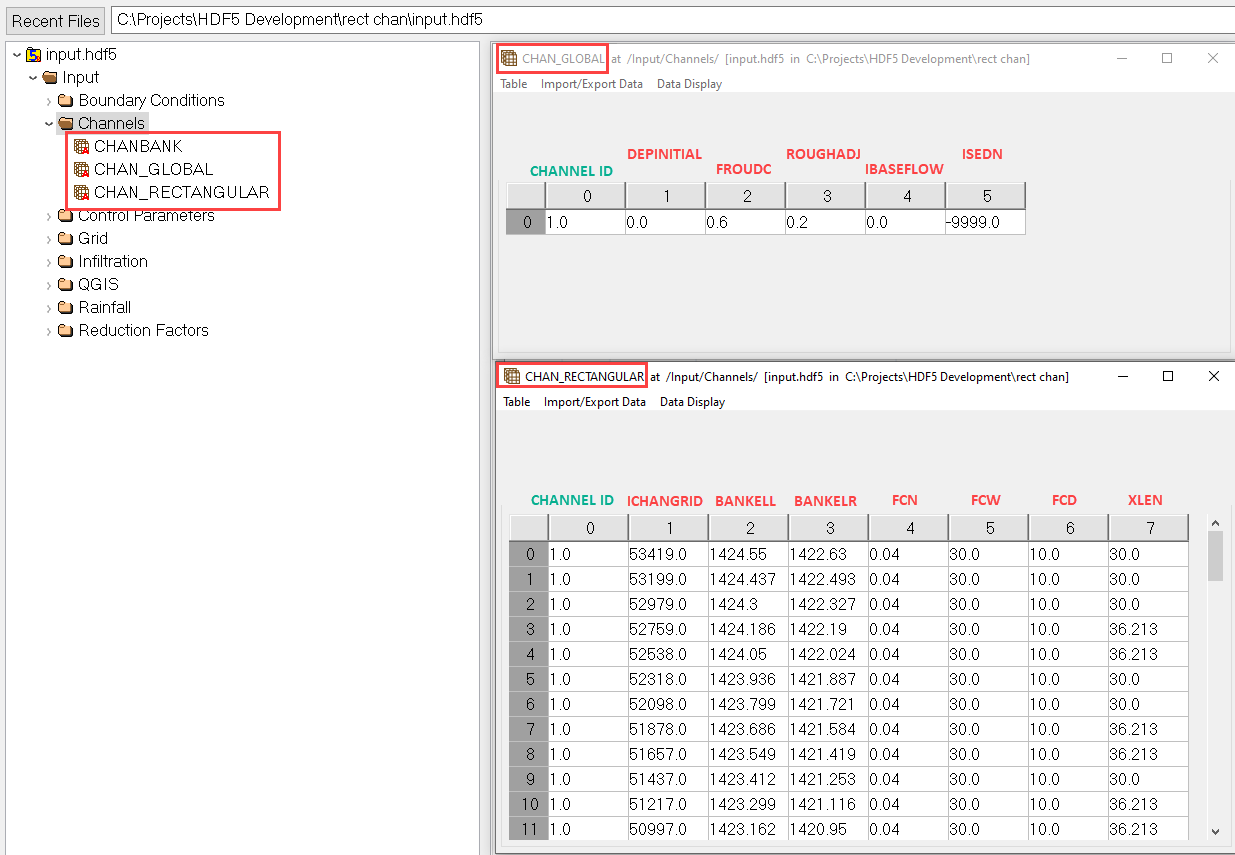 Recent Files C:\Projects\HDF5 Development\rect chan\input.hdf5
input.hdf5
Input
Boundary Conditions
Channels
CHANBANK
CHAN_GLOBAL
CHAN_RECTANGULAR
Control Parameters
Grid
Infiltration
QGIS
Rainfall
Reduction Factors
CHAN_GLOBAL at /Input/Channels/ [input.hdf5 in C:\Projects\HDF5 Development\rect chan]
Table Import/Export Data Data Display
CHANNEL ID DEPINITIAL FROUDC ROUGHADJ IBASEFLOW ISEDN
0 1 2 3 4 5
0 1.0 0.0 0.6 0.2 0.0 -9999.0
CHAN_RECTANGULAR at /Input/Channels/ [input.hdf5 in C:\Projects\HDF5 Development\rect chan]
Table Import/Export Data Data Display
CHANNEL ID ICHANGRID BANKELL BANKELR FCN FCW FCD XLEN
0 1 2 3 4 5 6 7
0 1.0 53419.0 1424.55 1422.63 0.04 30.0 10.0 30.0
1 1.0 53199.0 1424.437 1422.493 0.04 30.0 10.0 30.0
2 1.0 52979.0 1424.3 1422.327 0.04 30.0 10.0 30.0
3 1.0 52759.0 1424.186 1422.19 0.04 30.0 10.0 36.213
4 1.0 52538.0 1424.05 1422.024 0.04 30.0 10.0 36.213
5 1.0 52318.0 1423.936 1421.887 0.04 30.0 10.0 30.0
6 1.0 52098.0 1423.799 1421.721 0.04 30.0 10.0 30.0
7 1.0 51878.0 1423.686 1421.584 0.04 30.0 10.0 36.213
8 1.0 51657.0 1423.549 1421.419 0.04 30.0 10.0 36.213
9 1.0 51437.0 1423.412 1421.253 0.04 30.0 10.0 30.0
10 1.0 51217.0 1423.299 1421.116 0.04 30.0 10.0 36.213
11 1.0 50997.0 1423.162 1420.95 0.04 30.0 10.0 36.213